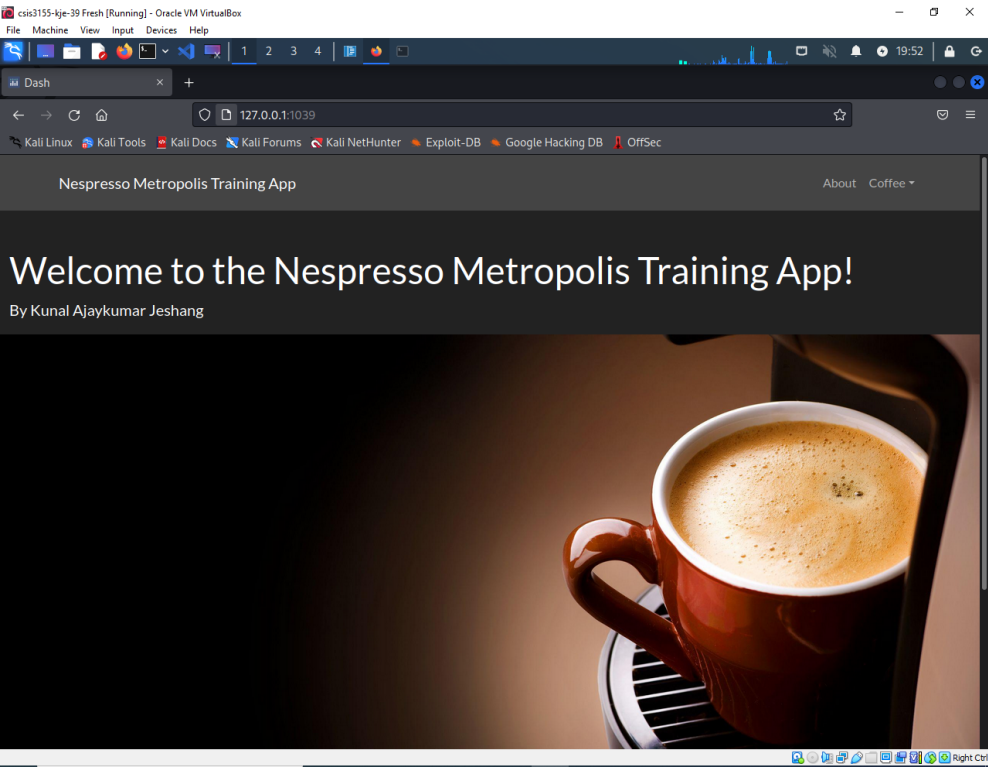 csis3155-kje-39 Fresh [Running] - Oracle VM VirtualBox
File Machine View Input Devices Help
1 2 3 4 19:52
Dash
127.0.0.1:1039
Kali Linux Kali Tools Kali Docs Kali Forums Kali NetHunter Exploit-DB Google Hacking DB OffSec
Nespresso Metropolis Training App About Coffee
Welcome to the Nespresso Metropolis Training App!
By Kunal Ajaykumar Jeshang
Right Ctrl